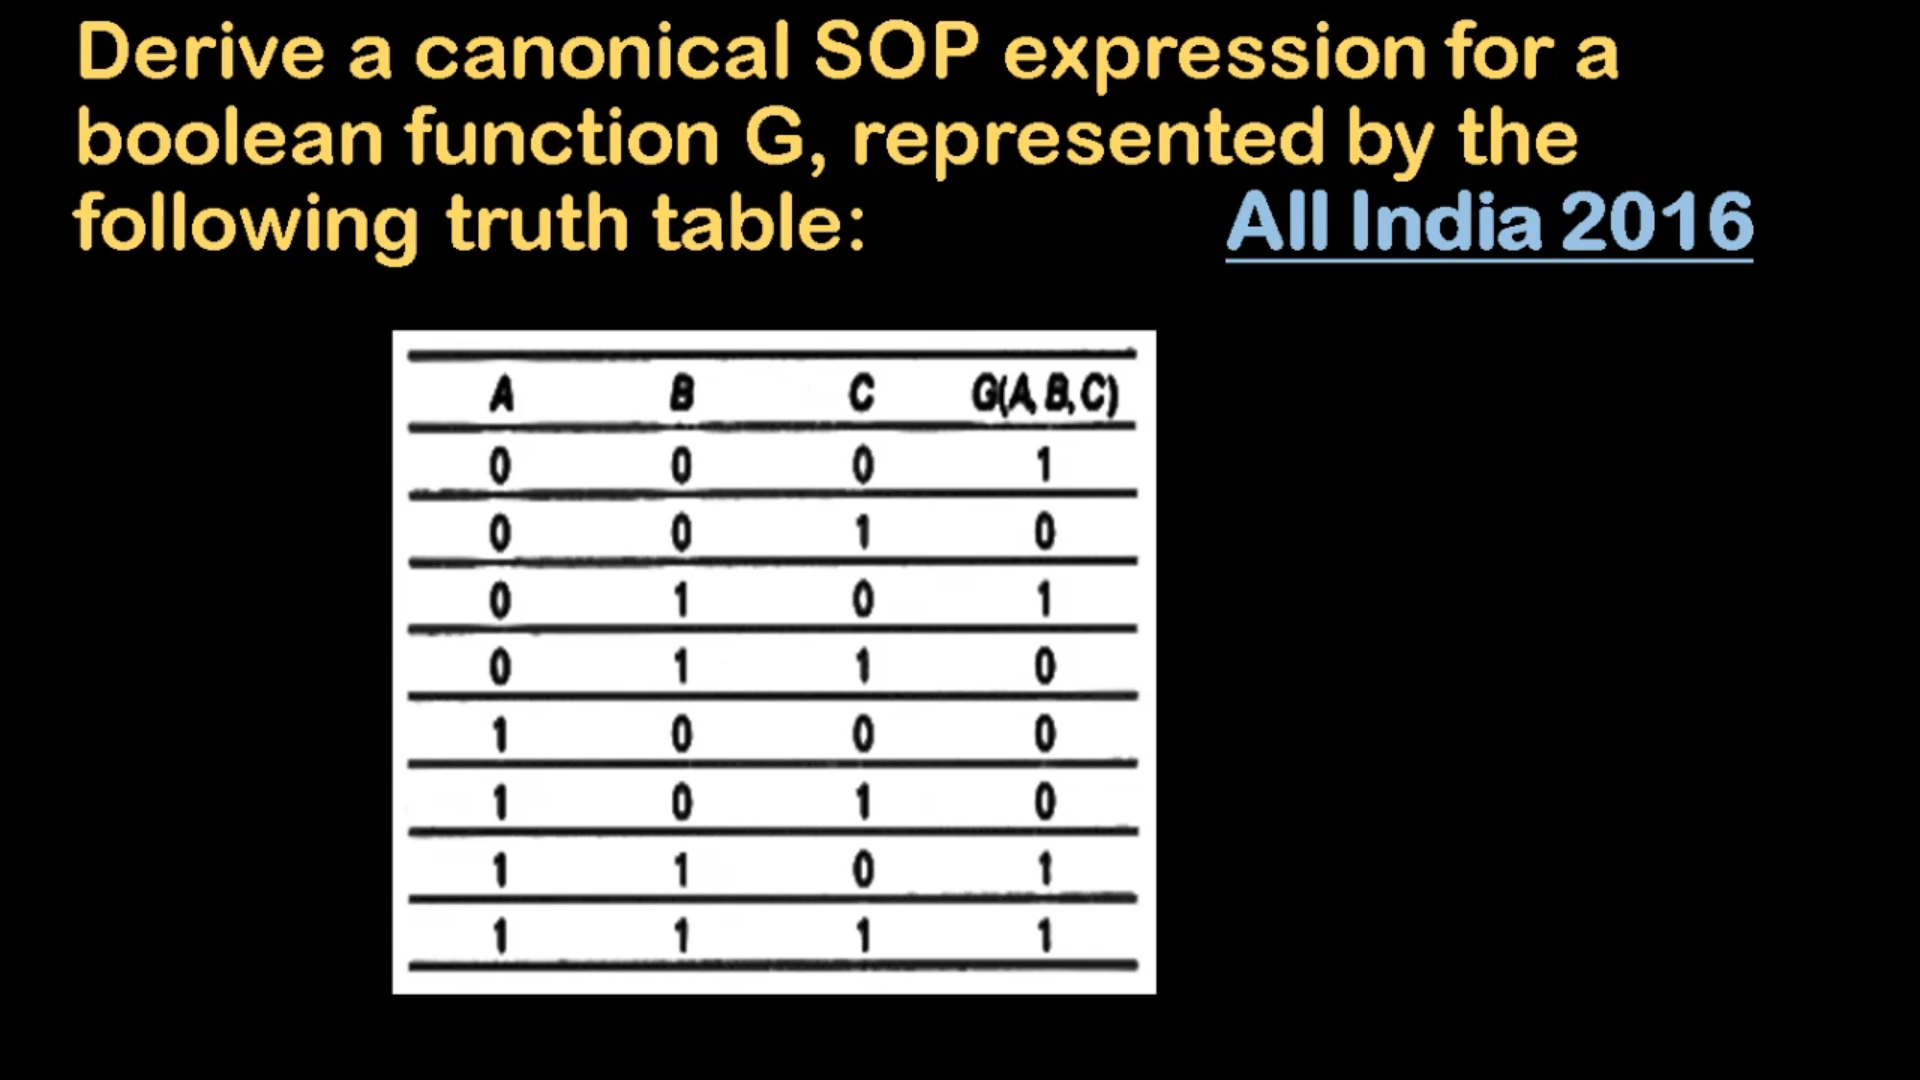 Derive a canonical SOP expression for a
boolean function G, represented by the
following truth table: All India 2016
A B C G(A, B, C)
0 0 0 1
0 0 1 0
0 1 0 1
0 1 1 0
1 0 0 0
1 0 1 0
1 1 0 1
1 1 1 1